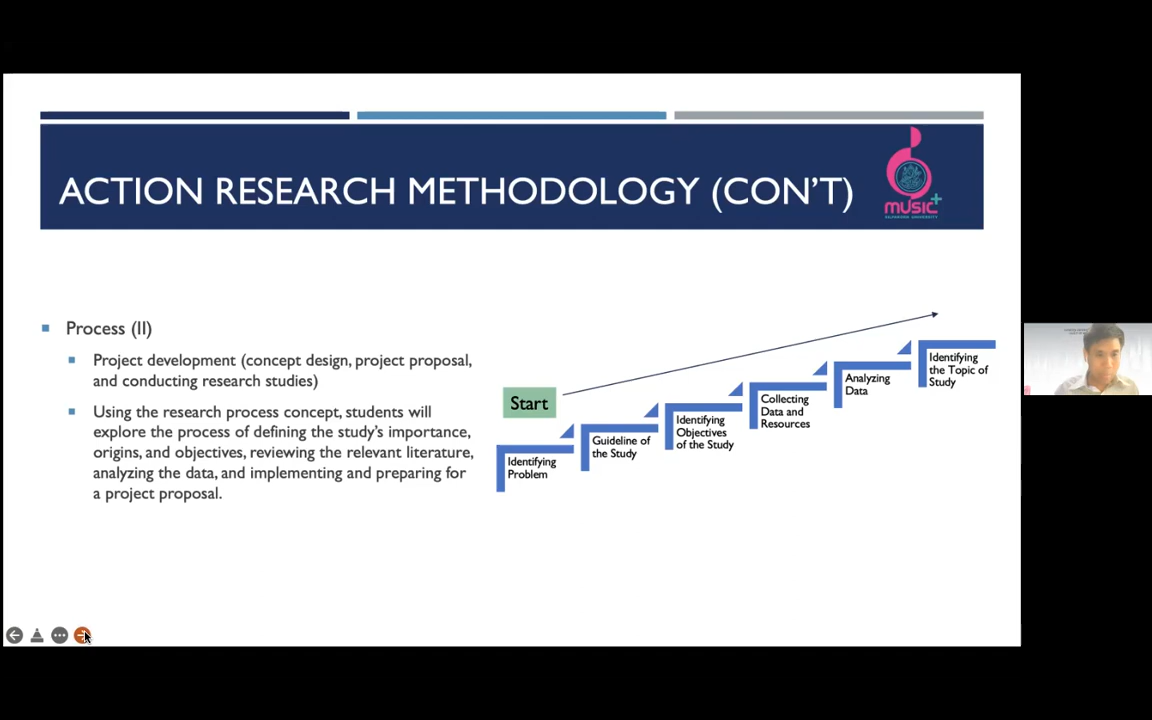 ACTION RESEARCH METHODOLOGY (CON'T)
MUSIC+
Process (II)
Project development (concept design, project proposal,
and conducting research studies)
Using the research process concept, students will
explore the process of defining the study's importance,
origins, and objectives, reviewing the relevant literature,
analyzing the data, and implementing and preparing for
a project proposal.
Start
Identifying
Problem
Guideline of
the Study
Identifying
Objectives
of the Study
Collecting
Data and
Resources
Analyzing
Data
Identifying
the Topic of
Study